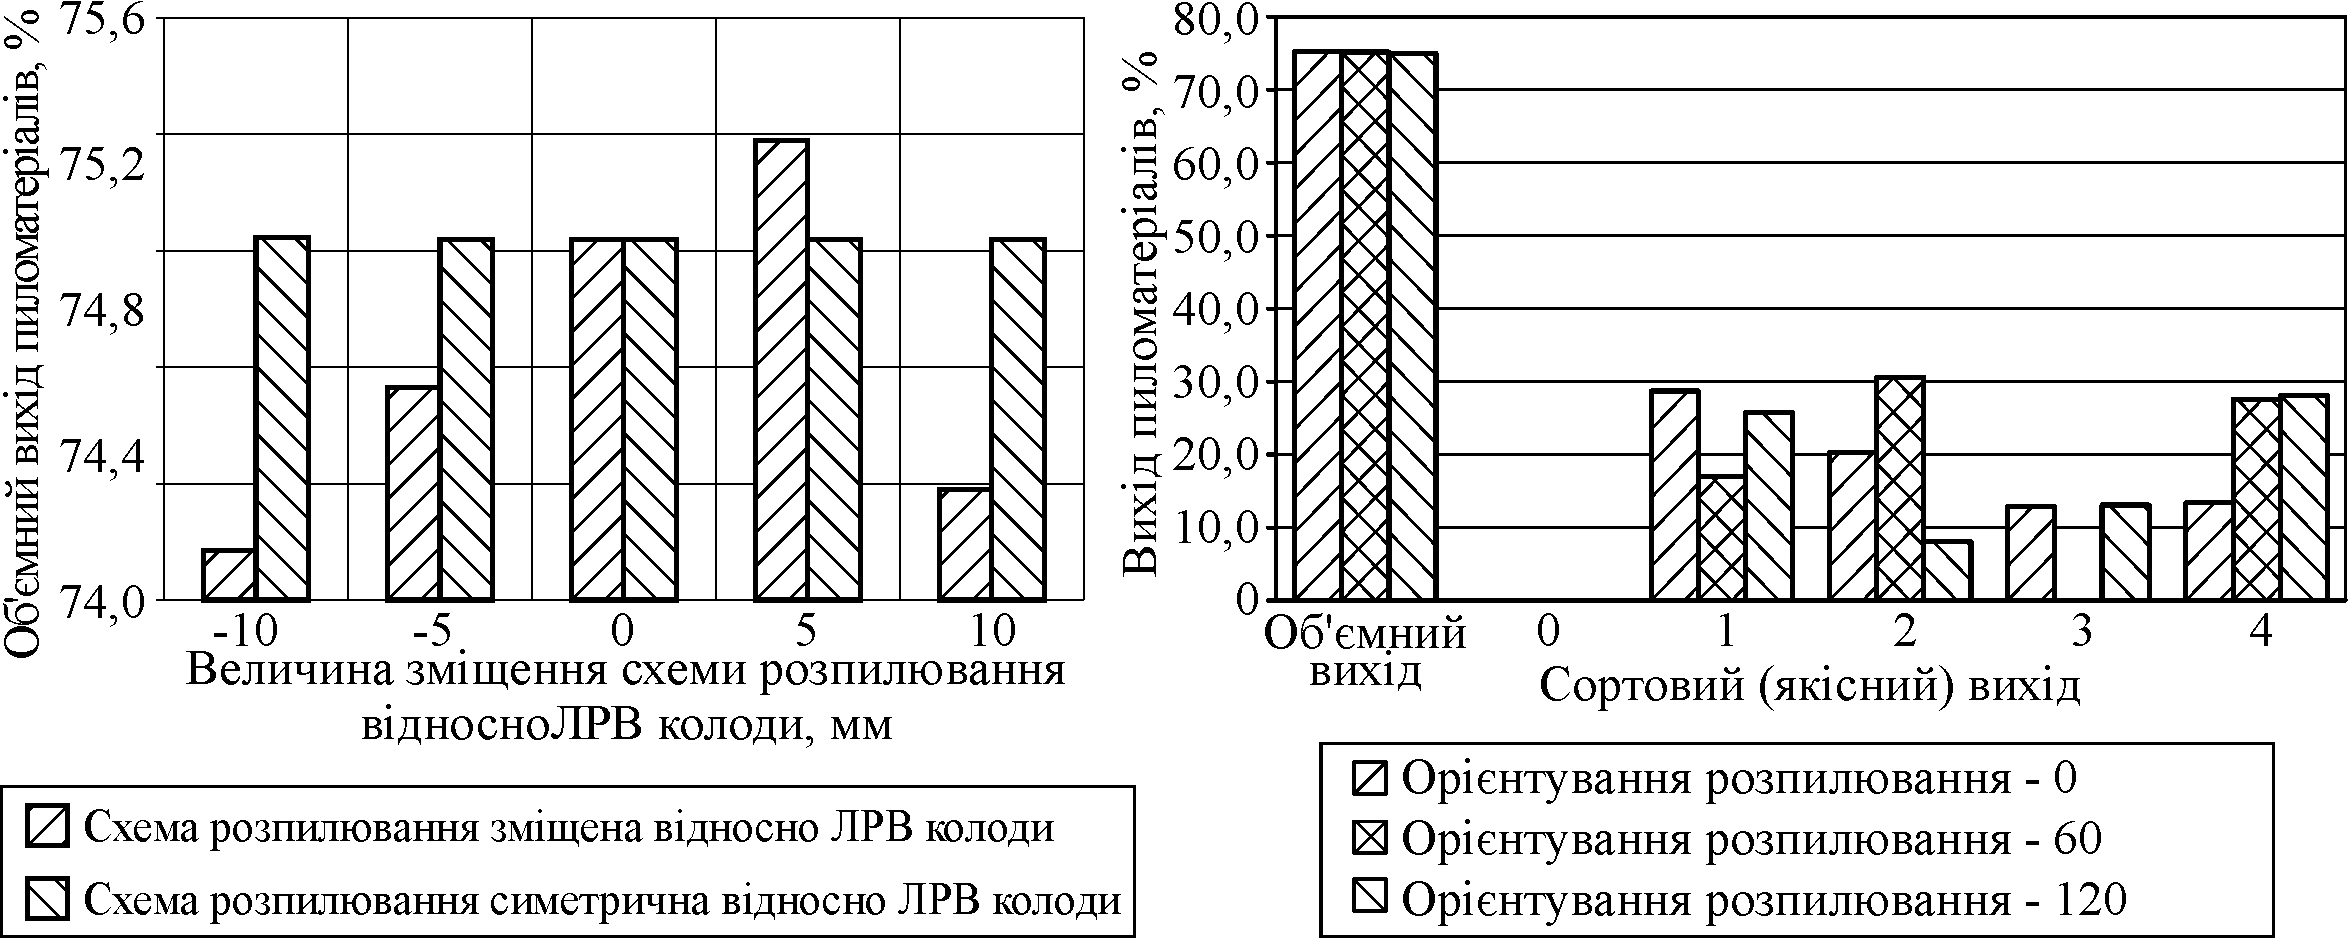 Об'ємний вихід пиломатеріалів, %
75,6
75,2
74,8
74,4
74,0
-10 -5 0 5 10
Величина зміщення схеми розпилювання
відносноЛРВ колоди, мм
Схема розпилювання зміщена відносно ЛРВ колоди
Схема розпилювання симетрична відносно ЛРВ колоди
Вихід пиломатеріалів, %
80,0
70,0
60,0
50,0
40,0
30,0
20,0
10,0
0
Об'ємний 0 1 2 3 4
вихід
Сортовий (якісний) вихід
Орієнтування розпилювання - 0
Орієнтування розпилювання - 60
Орієнтування розпилювання - 120